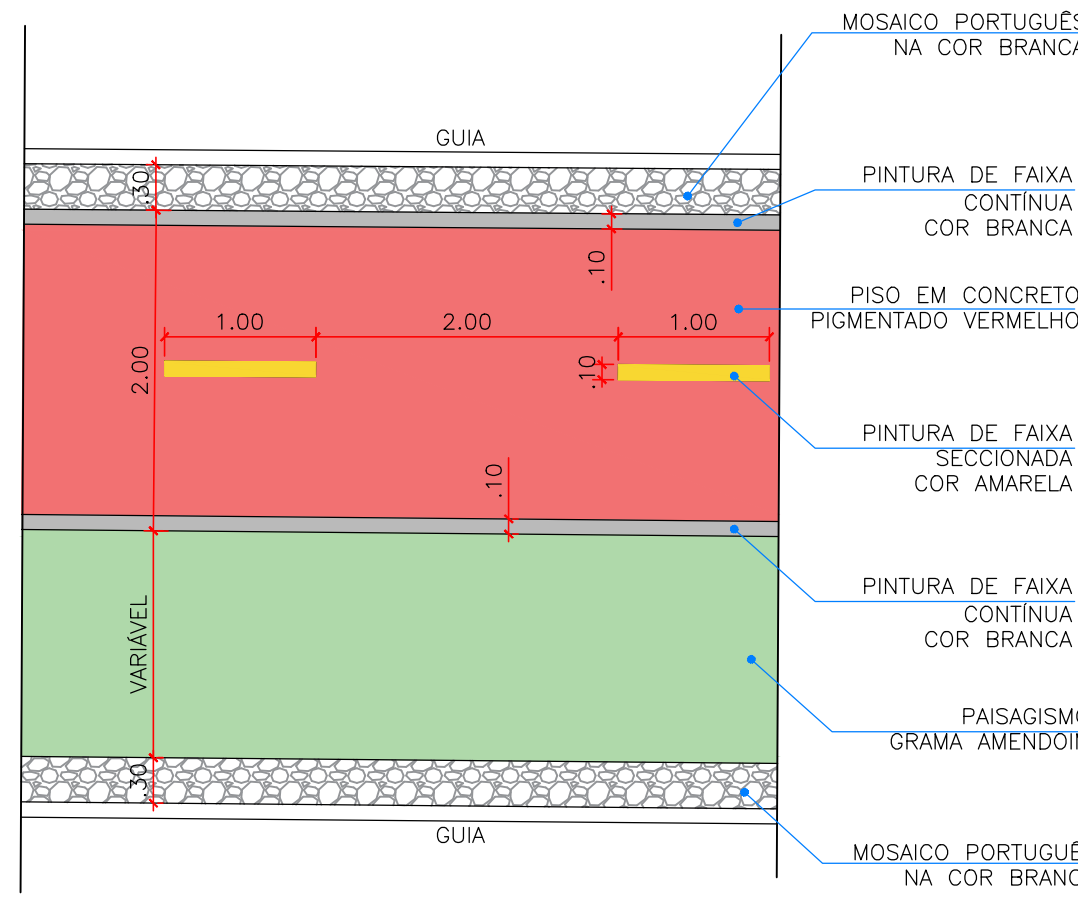 MOSAICO PORTUGUÊS
NA COR BRANCA
GUIA
.30
PINTURA DE FAIXA
CONTÍNUA
COR BRANCA
.10
PISO EM CONCRETO
PIGMENTADO VERMELHO
1.00
2.00
1.00
2.00
.10
PINTURA DE FAIXA
SECCIONADA
COR AMARELA
.10
PINTURA DE FAIXA
CONTÍNUA
COR BRANCA
VARIÁVEL
PAISAGISMO
GRAMA AMENDOIM
.30
GUIA
MOSAICO PORTUGUÊ
NA COR BRANC